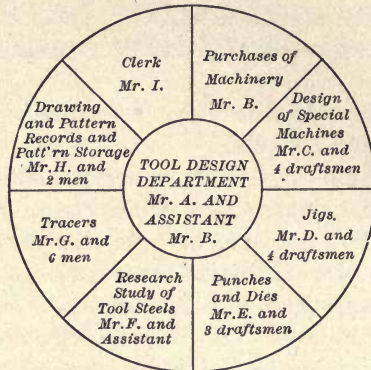 Clerk
Mr. I.
Purchases of
Machinery
Mr. B.
Design
of Special
Machines
Mr.C. and
4 draftsmen
Jigs.
Mr.D. and
4 draftsmen
Punches
and Dies
Mr.E. and
3 draftsmen
Research
Study of
Tool Steels
Mr.F. and
Assistant
Tracers
Mr.G. and
6 men
Drawing
and Pattern
Records and
Patt'rn Storage
Mr.H. and
2 men
TOOL DESIGN
DEPARTMENT
Mr. A. AND
ASSISTANT
Mr. B.